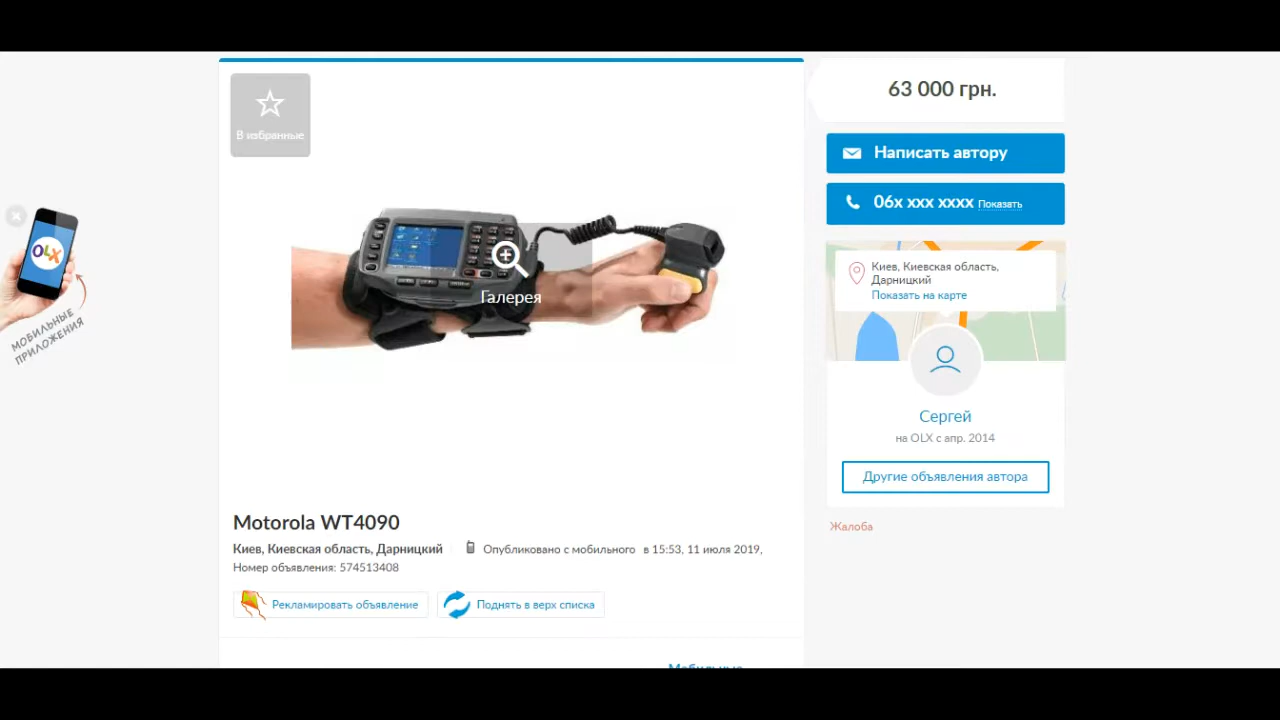 63 000 грн.
В избранные
Написать автору
06x xxx xxxx Показать
Галерея
Киев, Киевская область,
Дарницкий
Показать на карте
OLX
МОБИЛЬНЫЕ
ПРИЛОЖЕНИЯ
Сергей
на OLX с апр. 2014
Другие объявления автора
Жалоба
Motorola WT4090
Киев, Киевская область, Дарницкий
Опубликовано с мобильного в 15:53, 11 июля 2019,
Номер объявления: 574513408
Рекламировать объявление
Поднять в верх списка